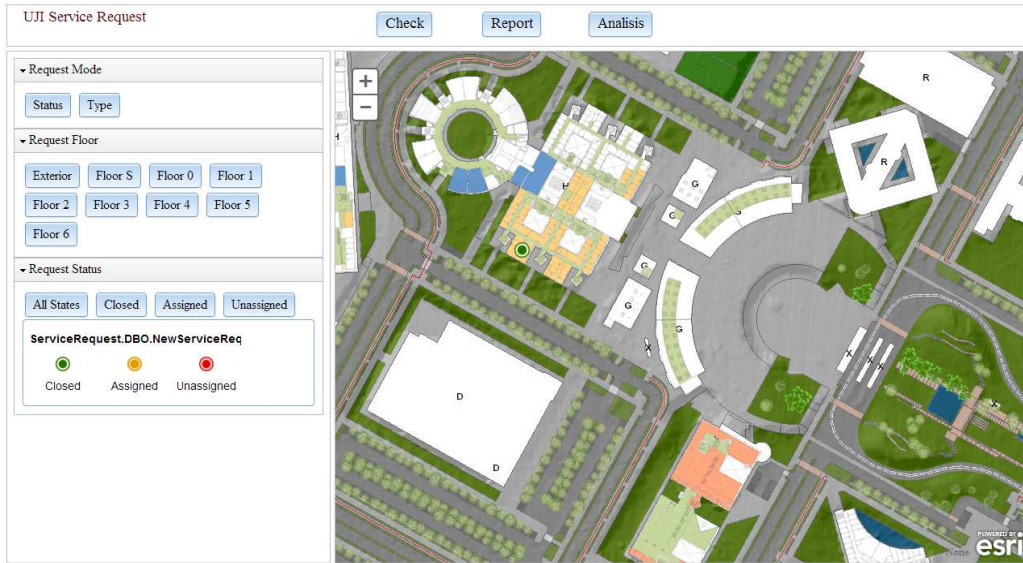 UJI Service Request
Check Report Analisis
Request Mode
Status Type
Request Floor
Exterior Floor S Floor 0 Floor 1
Floor 2 Floor 3 Floor 4 Floor 5
Floor 6
Request Status
All States Closed Assigned Unassigned
ServiceRequest.DBO.NewServiceReq
Closed Assigned Unassigned
+
−
R
R
H
H
G
G
G
G
G
G
X
X
X
X
X
D
D
POWERED BY
esri
None